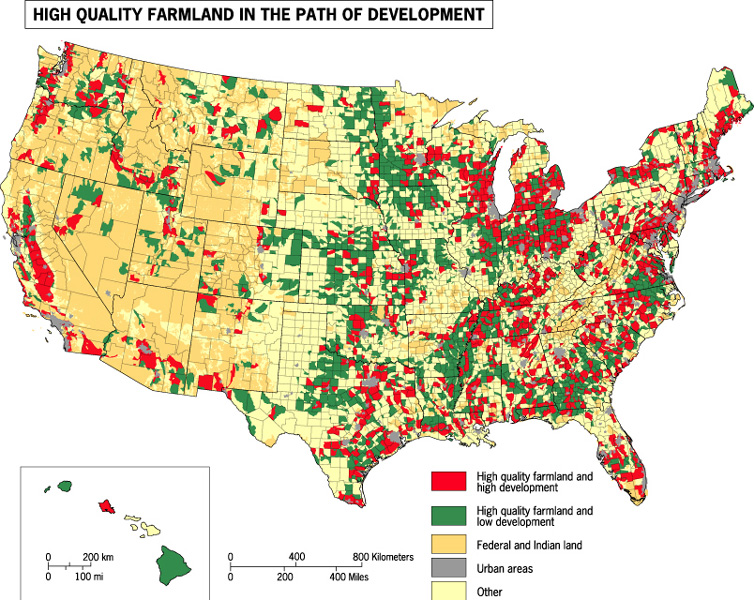 HIGH QUALITY FARMLAND IN THE PATH OF DEVELOPMENT
High quality farmland and
high development
High quality farmland and
low development
Federal and Indian land
Urban areas
Other
0 200 km
0 100 mi
0 400 800 Kilometers
0 200 400 Miles